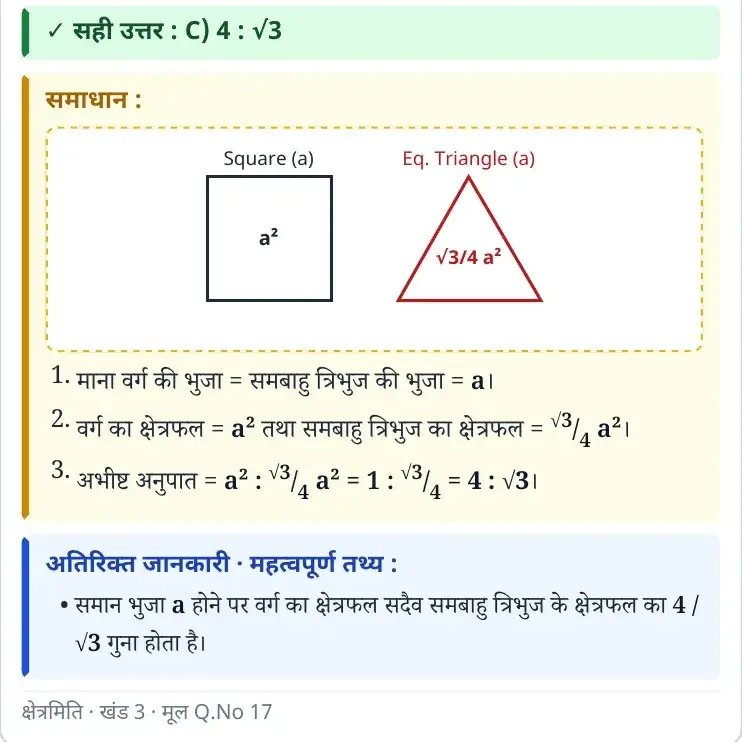 ✓ सही उत्तर : C) 4 : √3
समाधान :
Square (a)
Eq. Triangle (a)
a²
√3/4 a²
1. माना वर्ग की भुजा = समबाहु त्रिभुज की भुजा = a।
2. वर्ग का क्षेत्रफल = a² तथा समबाहु त्रिभुज का क्षेत्रफल = √3/4 a²।
3. अभीष्ट अनुपात = a² : √3/4 a² = 1 : √3/4 = 4 : √3।
अतिरिक्त जानकारी · महत्वपूर्ण तथ्य :
• समान भुजा a होने पर वर्ग का क्षेत्रफल सदैव समबाहु त्रिभुज के क्षेत्रफल का 4 /
√3 गुना होता है।
क्षेत्रमिति · खंड 3 · मूल Q.No 17